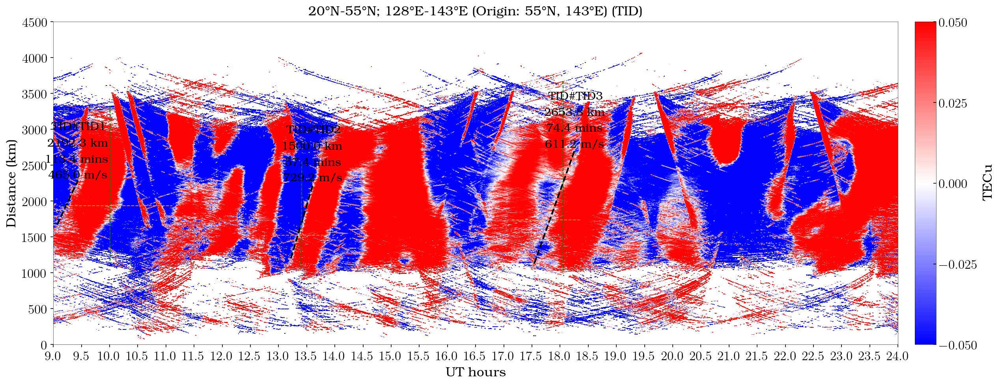 20°N-55°N; 128°E-143°E (Origin: 55°N, 143°E) (TID)
4500
4000
3500
3000
2500
2000
1500
1000
500
0
Distance (km)
TID#TID1
2192.3 km
113.4 mins
465.0 m/s
TID#TID2
1500.0 km
57.4 mins
729.2 m/s
TID#TID3
2653.8 km
74.4 mins
611.2 m/s
9.0 9.5 10.0 10.5 11.0 11.5 12.0 12.5 13.0 13.5 14.0 14.5 15.0 15.5 16.0 16.5 17.0 17.5 18.0 18.5 19.0 19.5 20.0 20.5 21.0 21.5 22.0 22.5 23.0 23.5 24.0
UT hours
0.050
0.025
0.000
−0.025
−0.050
TECu